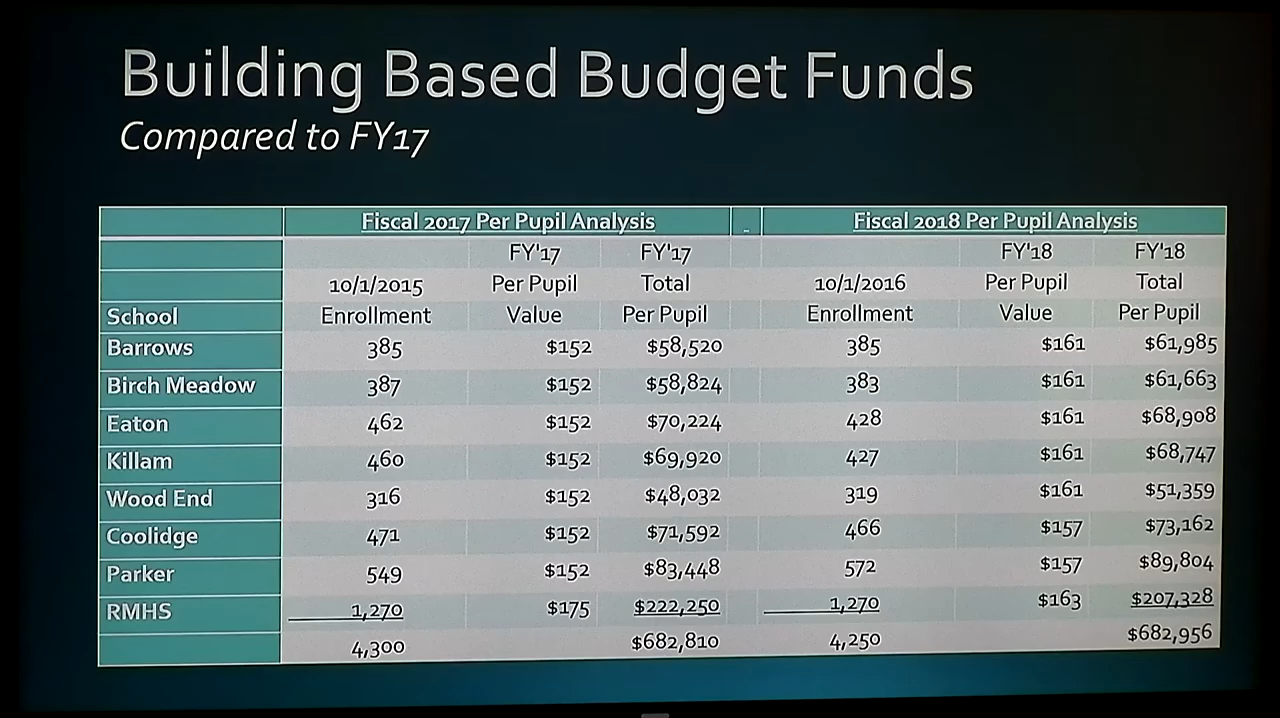 Building Based Budget Funds
Compared to FY17
Fiscal 2017 Per Pupil Analysis - Fiscal 2018 Per Pupil Analysis
FY'17 FY'17 FY'18 FY'18
10/1/2015 Per Pupil Total 10/1/2016 Per Pupil Total
School Enrollment Value Per Pupil Enrollment Value Per Pupil
Barrows 385 $152 $58,520 385 $161 $61,985
Birch Meadow 387 $152 $58,824 383 $161 $61,663
Eaton 462 $152 $70,224 428 $161 $68,908
Killam 460 $152 $69,920 427 $161 $68,747
Wood End 316 $152 $48,032 319 $161 $51,359
Coolidge 471 $152 $71,592 466 $157 $73,162
Parker 549 $152 $83,448 572 $157 $89,804
RMHS 1,270 $175 $222,250 1,270 $163 $207,328
4,300 $682,810 4,250 $682,956